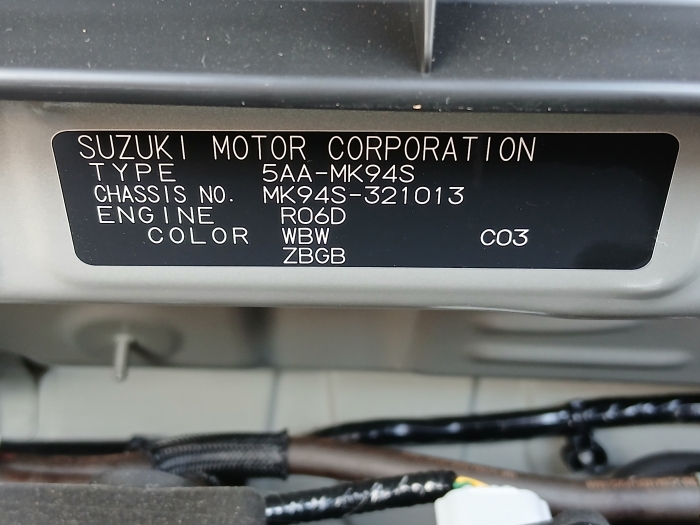 SUZUKI MOTOR CORPORATION
TYPE 5AA-MK94S
CHASSIS NO. MK94S-321013
ENGINE R06D
COLOR WBW C03
ZBGB